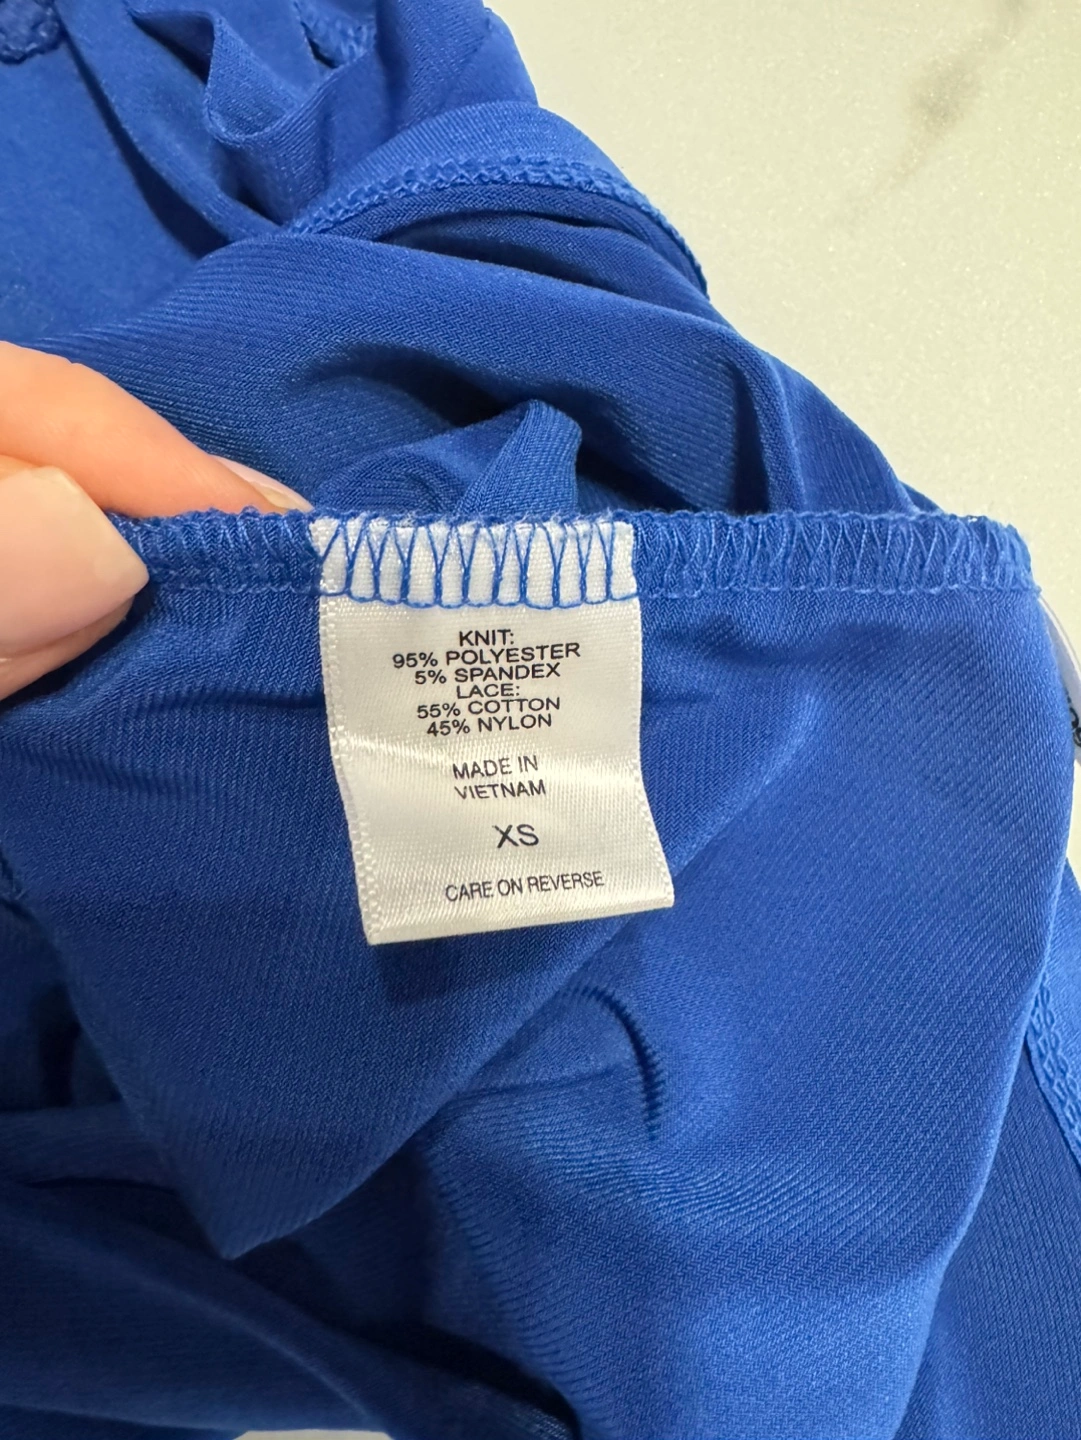 KNIT:
95% POLYESTER
5% SPANDEX
LACE:
55% COTTON
45% NYLON
MADE IN
VIETNAM
XS
CARE ON REVERSE